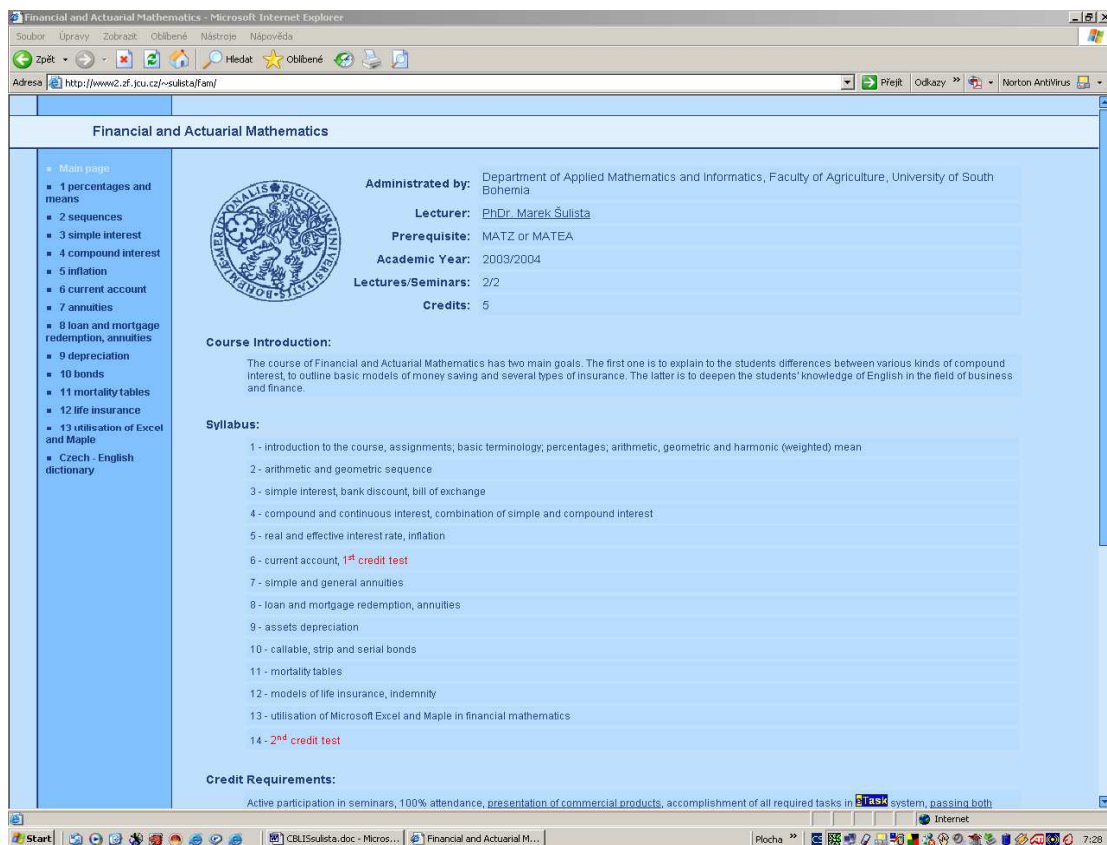 Financial and Actuarial Mathematics - Microsoft Internet Explorer
Soubor Úpravy Zobrazit Oblíbené Nástroje Nápověda
Zpět Hledat Oblíbené
Adresa http://www2.zf.jcu.cz/~sulista/fam/ Přejít Odkazy » Norton AntiVirus
Financial and Actuarial Mathematics
Main page
1 percentages and
means
2 sequences
3 simple interest
4 compound interest
5 inflation
6 current account
7 annuities
8 loan and mortgage
redemption, annuities
9 depreciation
10 bonds
11 mortality tables
12 life insurance
13 utilisation of Excel
and Maple
Czech - English
dictionary
Administrated by: Department of Applied Mathematics and Informatics, Faculty of Agriculture, University of South
Bohemia
Lecturer: PhDr. Marek Šulista
Prerequisite: MATZ or MATEA
Academic Year: 2003/2004
Lectures/Seminars: 2/2
Credits: 5
Course Introduction:
The course of Financial and Actuarial Mathematics has two main goals. The first one is to explain to the students differences between various kinds of compound
interest, to outline basic models of money saving and several types of insurance. The latter is to deepen the students' knowledge of English in the field of business
and finance.
Syllabus:
1 - introduction to the course, assignments; basic terminology; percentages; arithmetic, geometric and harmonic (weighted) mean
2 - arithmetic and geometric sequence
3 - simple interest, bank discount, bill of exchange
4 - compound and continuous interest, combination of simple and compound interest
5 - real and effective interest rate, inflation
6 - current account, 1st credit test
7 - simple and general annuities
8 - loan and mortgage redemption, annuities
9 - assets depreciation
10 - callable, strip and serial bonds
11 - mortality tables
12 - models of life insurance, indemnity
13 - utilisation of Microsoft Excel and Maple in financial mathematics
14 - 2nd credit test
Credit Requirements:
Active participation in seminars, 100% attendance, presentation of commercial products, accomplishment of all required tasks in eTask system, passing both
Internet
Start CBLISsulista.doc - Micros... Financial and Actuarial M... Plocha » 7:28